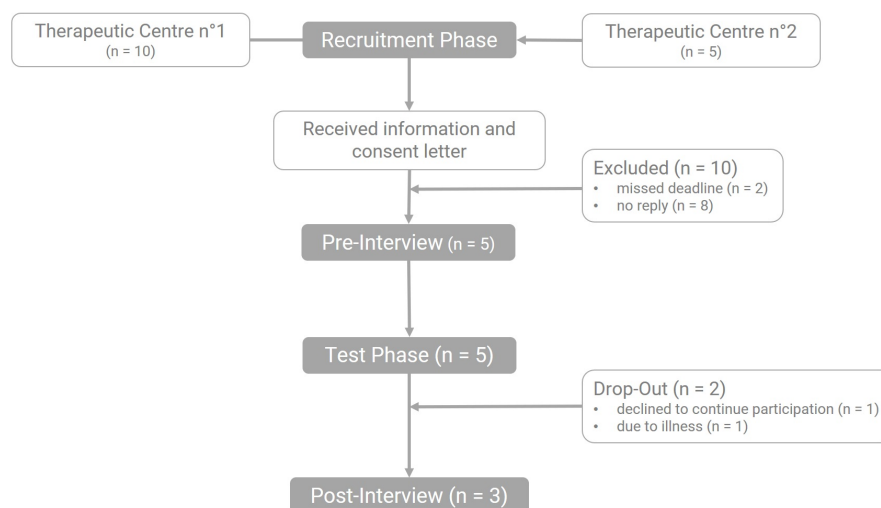 Therapeutic Centre n°1
(n = 10)
Recruitment Phase
Therapeutic Centre n°2
(n = 5)
Received information and
consent letter
Excluded (n = 10)
• missed deadline (n = 2)
• no reply (n = 8)
Pre-Interview (n = 5)
Test Phase (n = 5)
Drop-Out (n = 2)
• declined to continue participation (n = 1)
• due to illness (n = 1)
Post-Interview (n = 3)